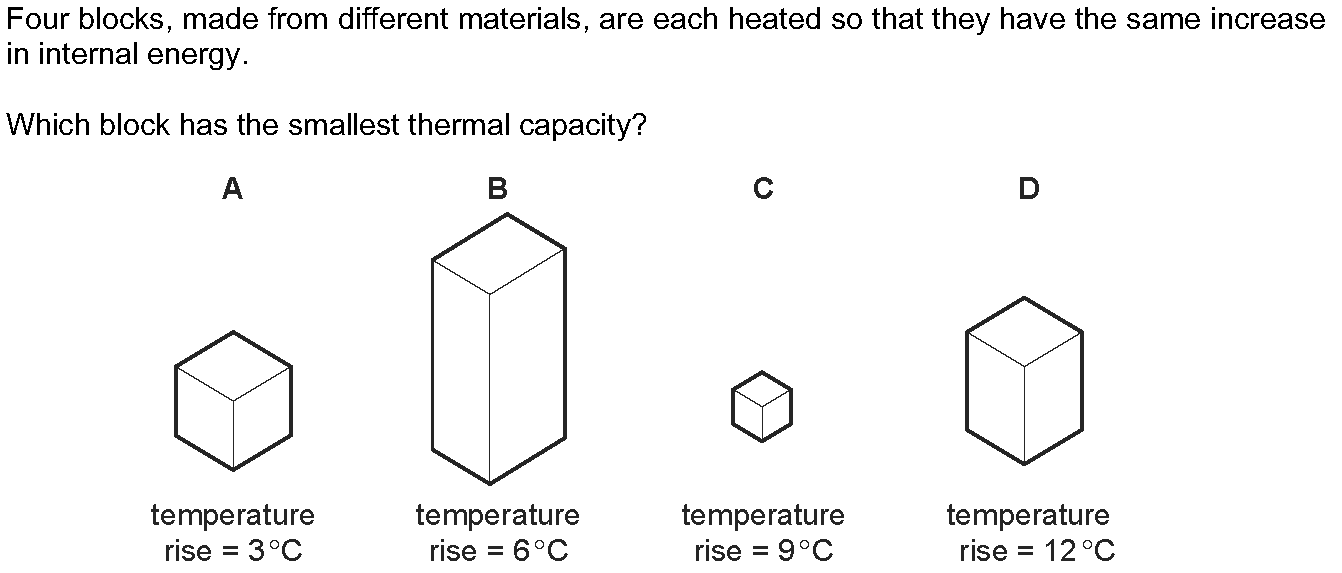 Four blocks, made from different materials, are each heated so that they have the same increase
in internal energy.
Which block has the smallest thermal capacity?
A B C D
temperature temperature temperature temperature
rise = 3°C rise = 6°C rise = 9°C rise = 12°C